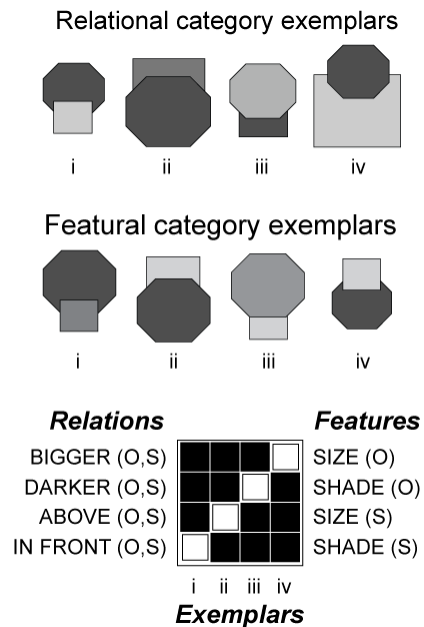 Relational category exemplars
i ii iii iv
Featural category exemplars
i ii iii iv
Relations Features
BIGGER (O,S) SIZE (O)
DARKER (O,S) SHADE (O)
ABOVE (O,S) SIZE (S)
IN FRONT (O,S) SHADE (S)
i ii iii iv
Exemplars